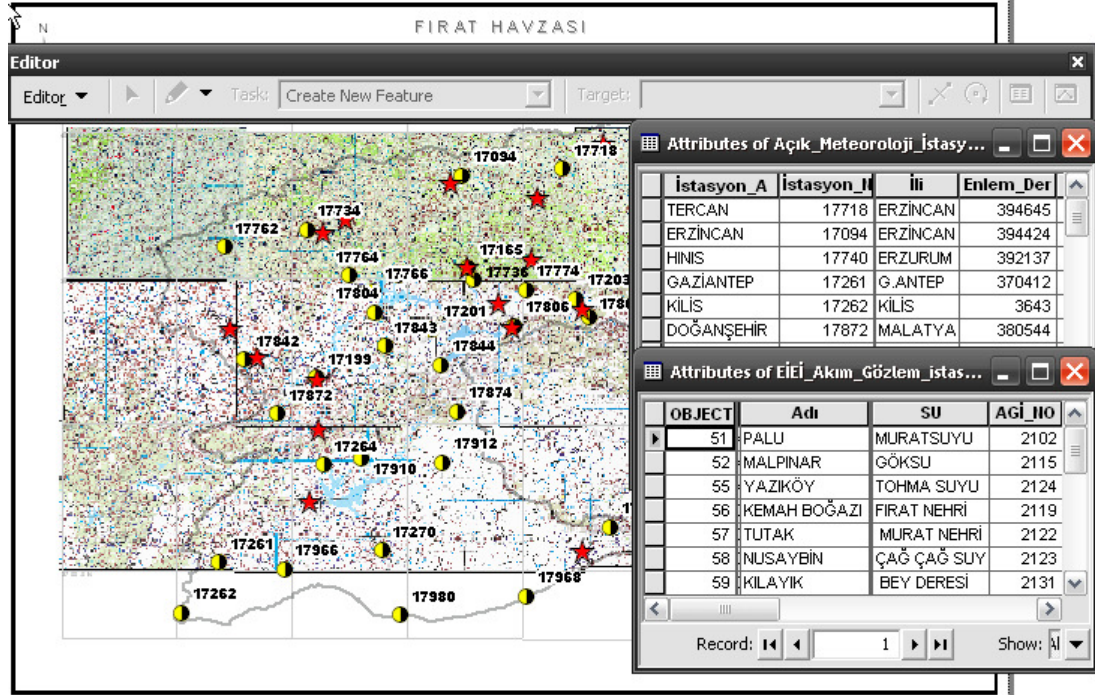 N
FIRAT HAVZASI
Editor
Editor
Task: Create New Feature
Target:
17718
17094
17734
17762
17764
17165
17766
17736
17774
17203
17804
17201
17806
17843
17842
17844
17199
17872
17874
17264
17912
17910
17270
17261
17966
17968
17262
17980
Attributes of Açık_Meteoroloji_İstasy...
İstasyon_A İstasyon_N İli Enlem_Der
TERCAN 17718 ERZİNCAN 394645
ERZİNCAN 17094 ERZİNCAN 394424
HINIS 17740 ERZURUM 392137
GAZİANTEP 17261 G.ANTEP 370412
KİLİS 17262 KİLİS 3643
DOĞANŞEHİR 17872 MALATYA 380544
Attributes of EİEİ_Akım_Gözlem_istas...
OBJECT Adı SU AGİ_NO
51 PALU MURATSUYU 2102
52 MALPINAR GÖKSU 2115
55 YAZIKÖY TOHMA SUYU 2124
56 KEMAH BOĞAZI FIRAT NEHRİ 2119
57 TUTAK MURAT NEHRİ 2122
58 NUSAYBİN ÇAĞ ÇAĞ SUY 2123
59 KILAYIK BEY DERESİ 2131
Record: 1 Show: Al